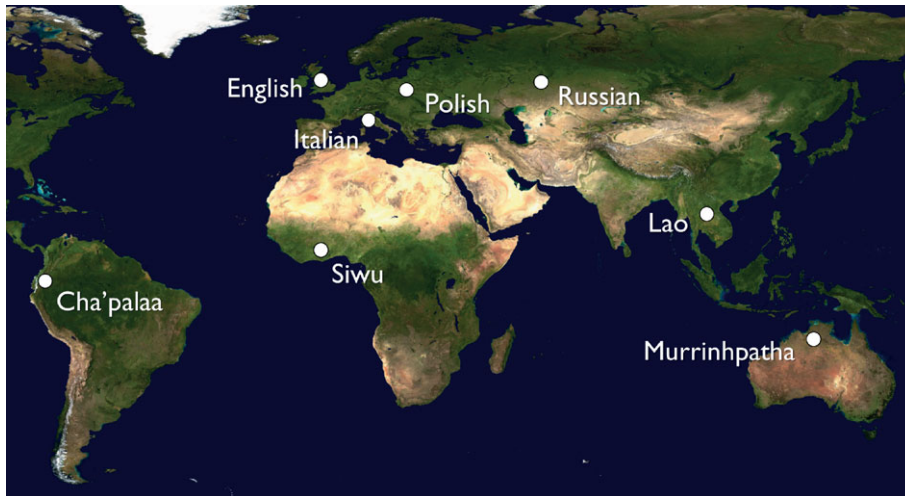 English
Polish
Russian
Italian
Lao
Siwu
Cha'palaa
Murrinhpatha